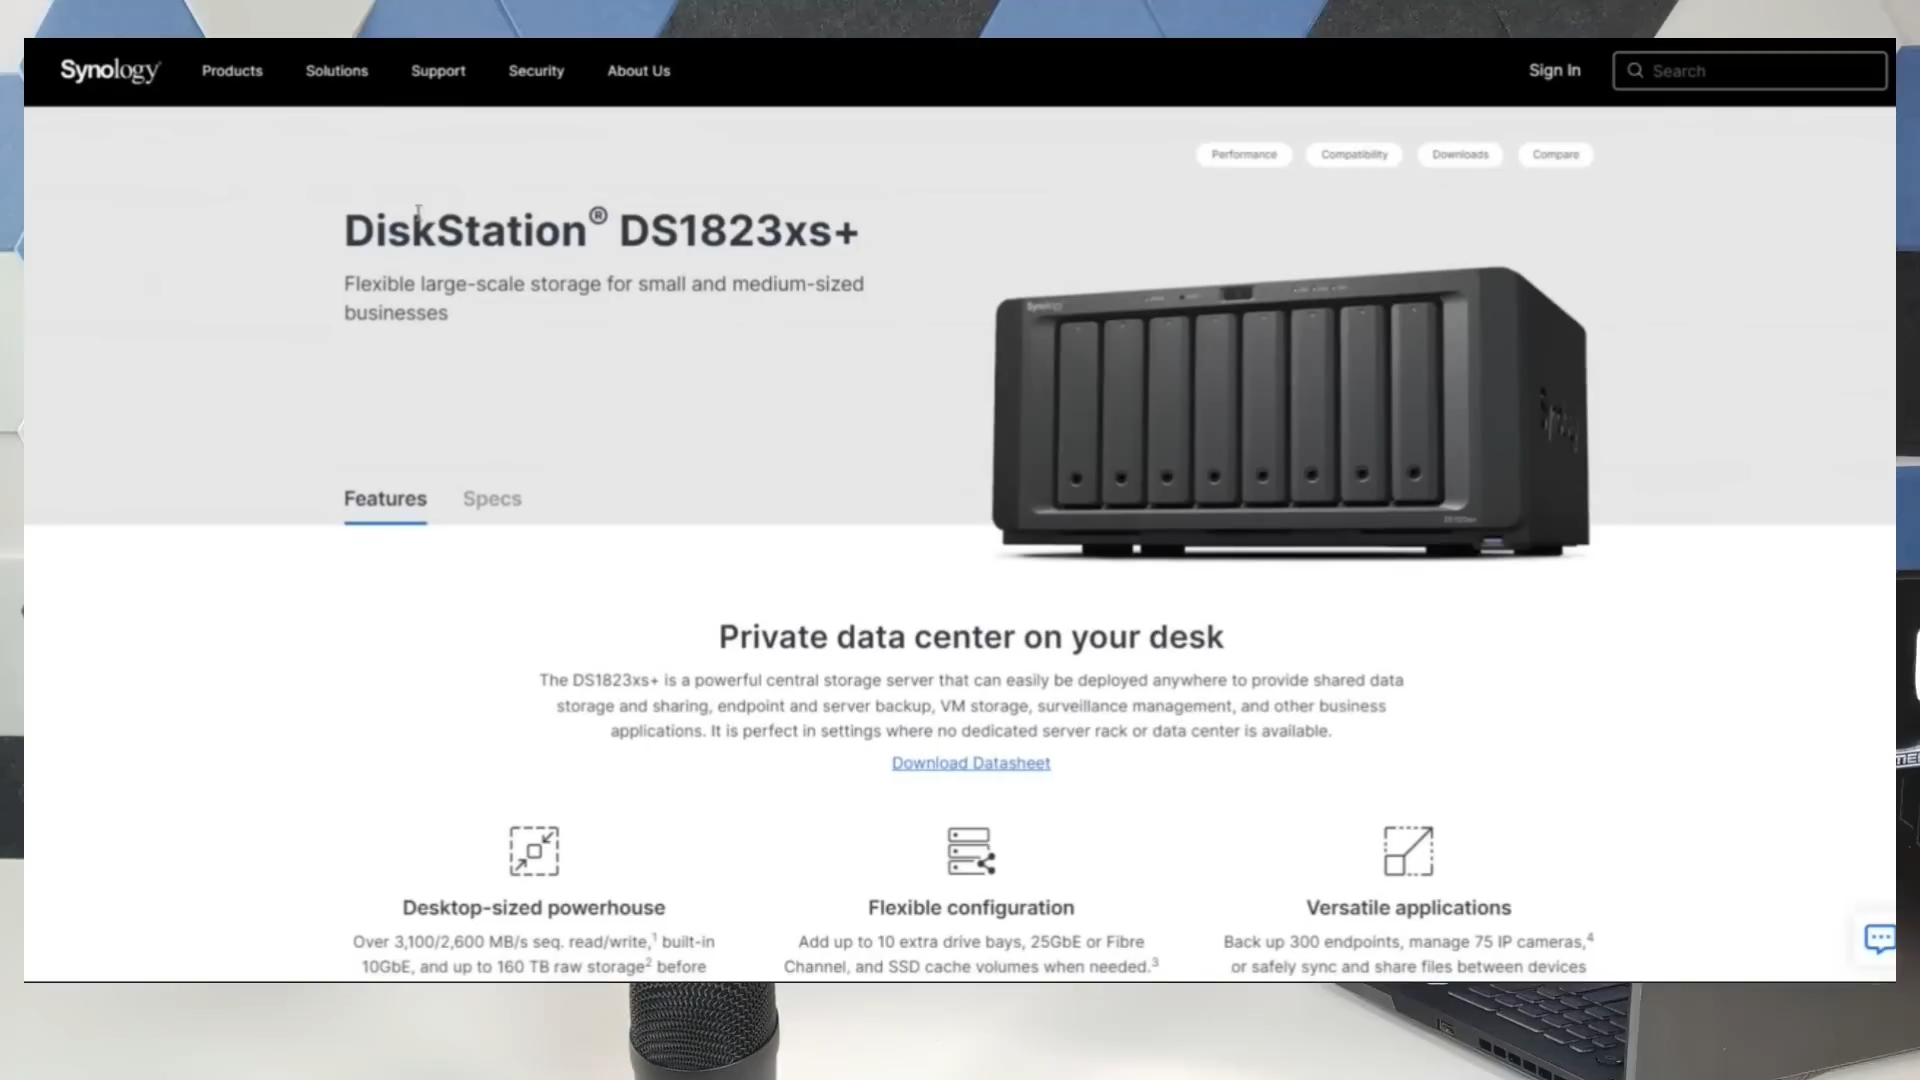 Synology
Products
Solutions
Support
Security
About Us
Sign In
Search
Performance
Compatibility
Downloads
Compare
DiskStation® DS1823xs+
Flexible large-scale storage for small and medium-sized
businesses
Synology
Features
Specs
Private data center on your desk
The DS1823xs+ is a powerful central storage server that can easily be deployed anywhere to provide shared data
storage and sharing, endpoint and server backup, VM storage, surveillance management, and other business
applications. It is perfect in settings where no dedicated server rack or data center is available.
Download Datasheet
Desktop-sized powerhouse
Over 3,100/2,600 MB/s seq. read/write,¹ built-in
10GbE, and up to 160 TB raw storage² before
Flexible configuration
Add up to 10 extra drive bays, 25GbE or Fibre
Channel, and SSD cache volumes when needed.³
Versatile applications
Back up 300 endpoints, manage 75 IP cameras,⁴
or safely sync and share files between devices